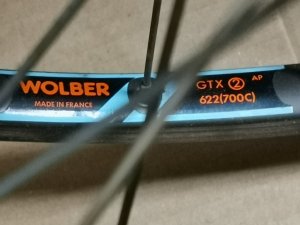 WOLBER
MADE IN FRANCE
GTX ② AP
622(700C)